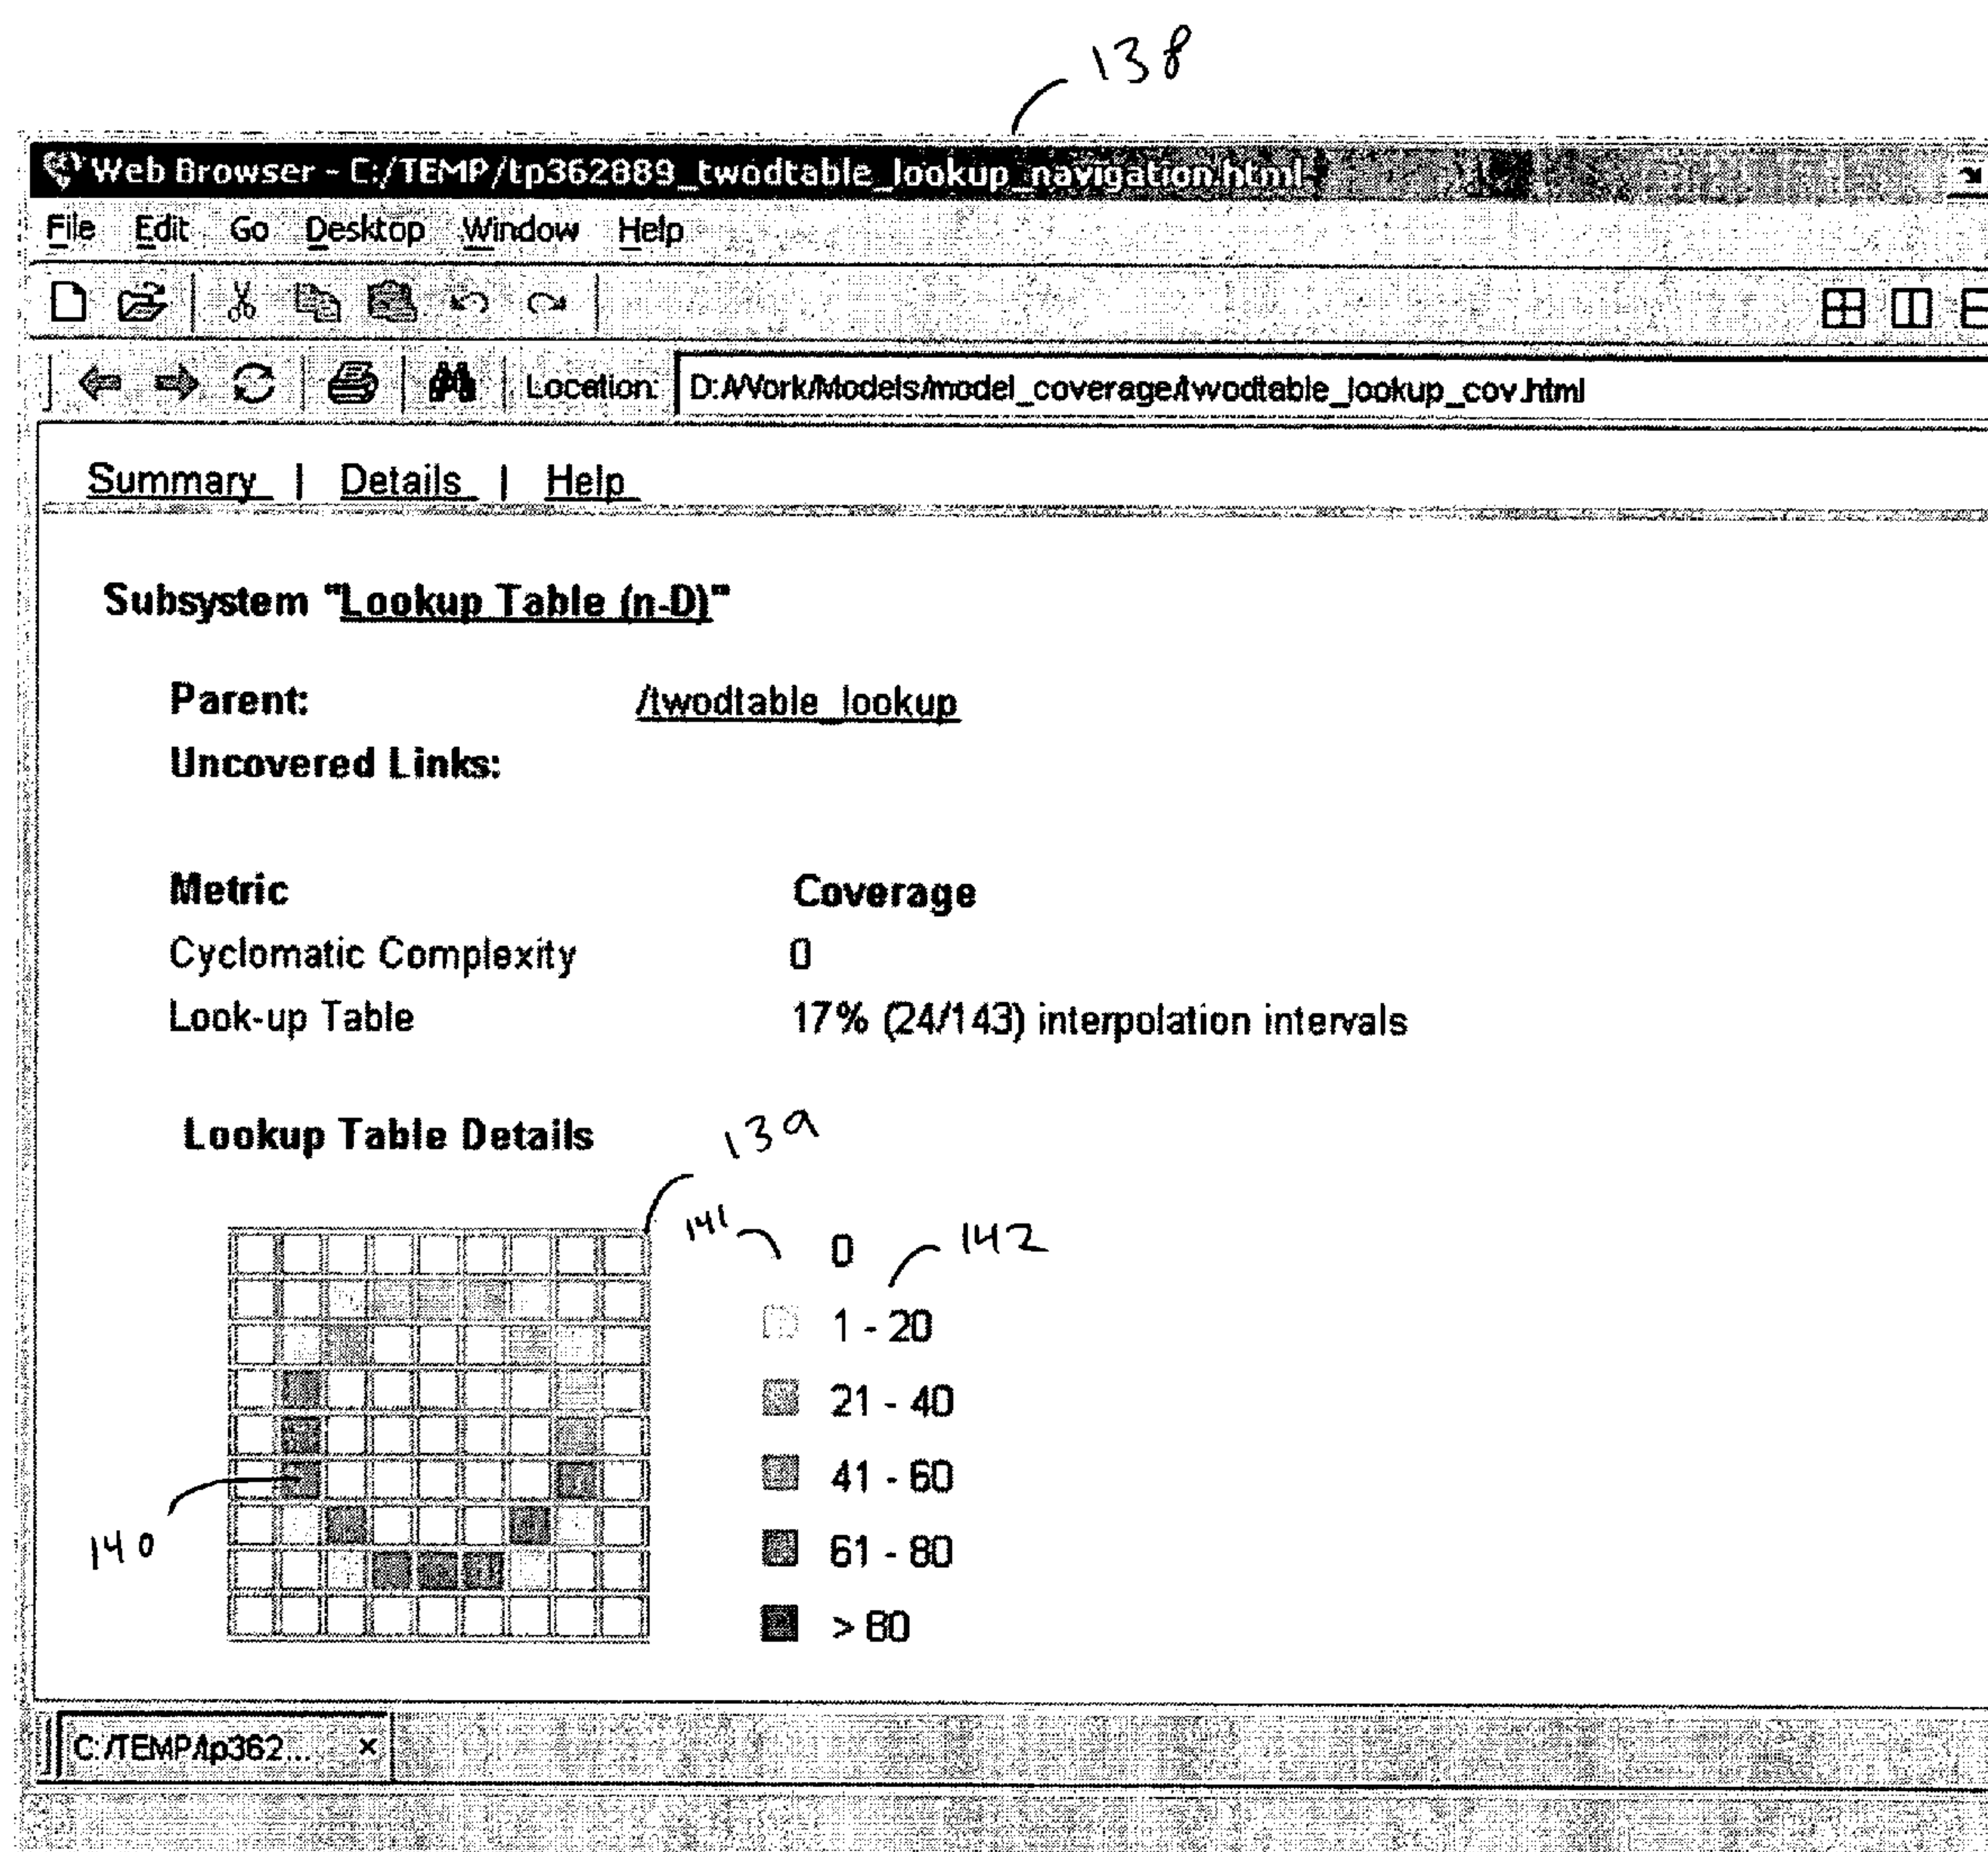 138
Web Browser - C:/TEMP/tp362889_twodtable_lookup_navigation.html
File Edit Go Desktop Window Help
Location: D:/Work/Models/model_coverage/twodtable_lookup_cov.html
Summary | Details | Help
Subsystem "Lookup Table (n-D)"
Parent: /twodtable_lookup
Uncovered Links:
Metric Coverage
Cyclomatic Complexity 0
Look-up Table 17% (24/143) interpolation intervals
Lookup Table Details
139
141
0
142
1 - 20
21 - 40
41 - 60
140
61 - 80
> 80
C:/TEMP/tp362... ×